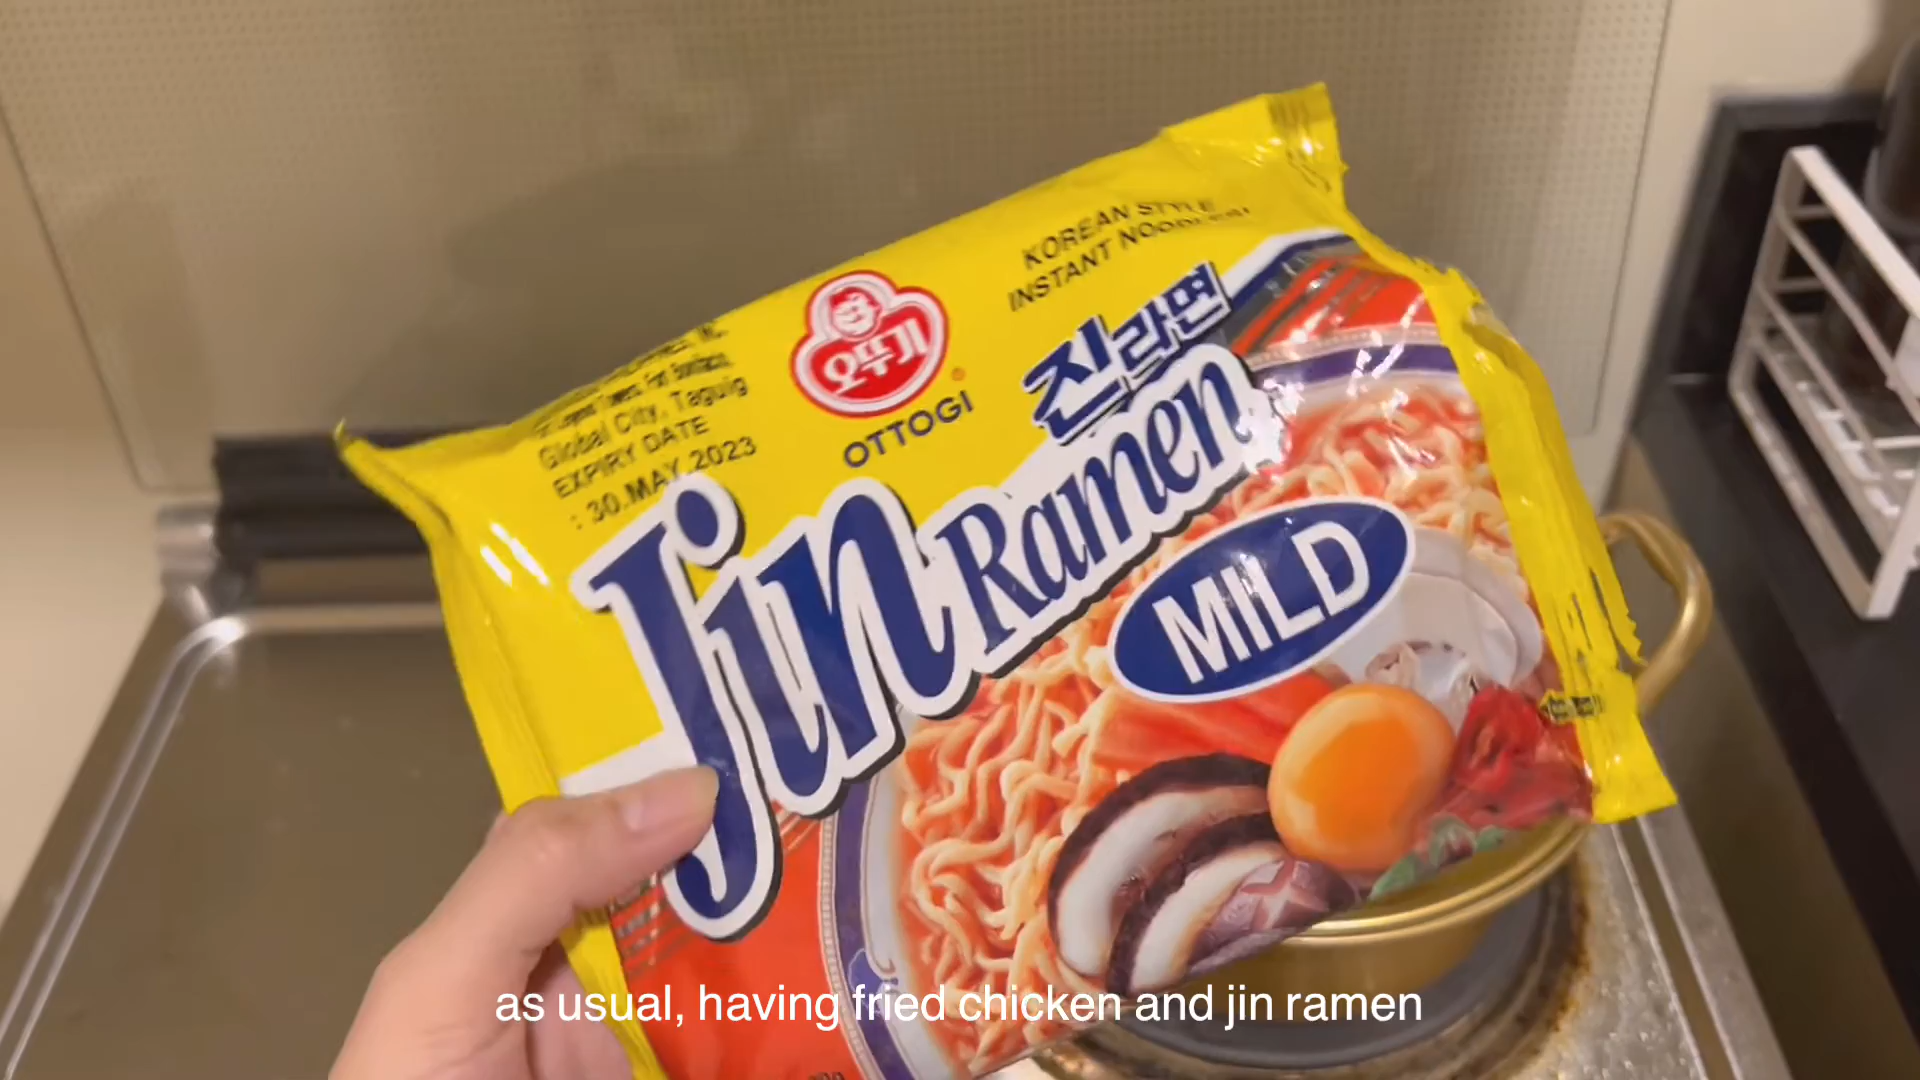 Global City, Taguig
EXPIRY DATE
: 30.MAY.2023
오뚜기
OTTOGI
KOREAN STYLE
INSTANT NOODLES
진라면
Jin Ramen
MILD
as usual, having fried chicken and jin ramen